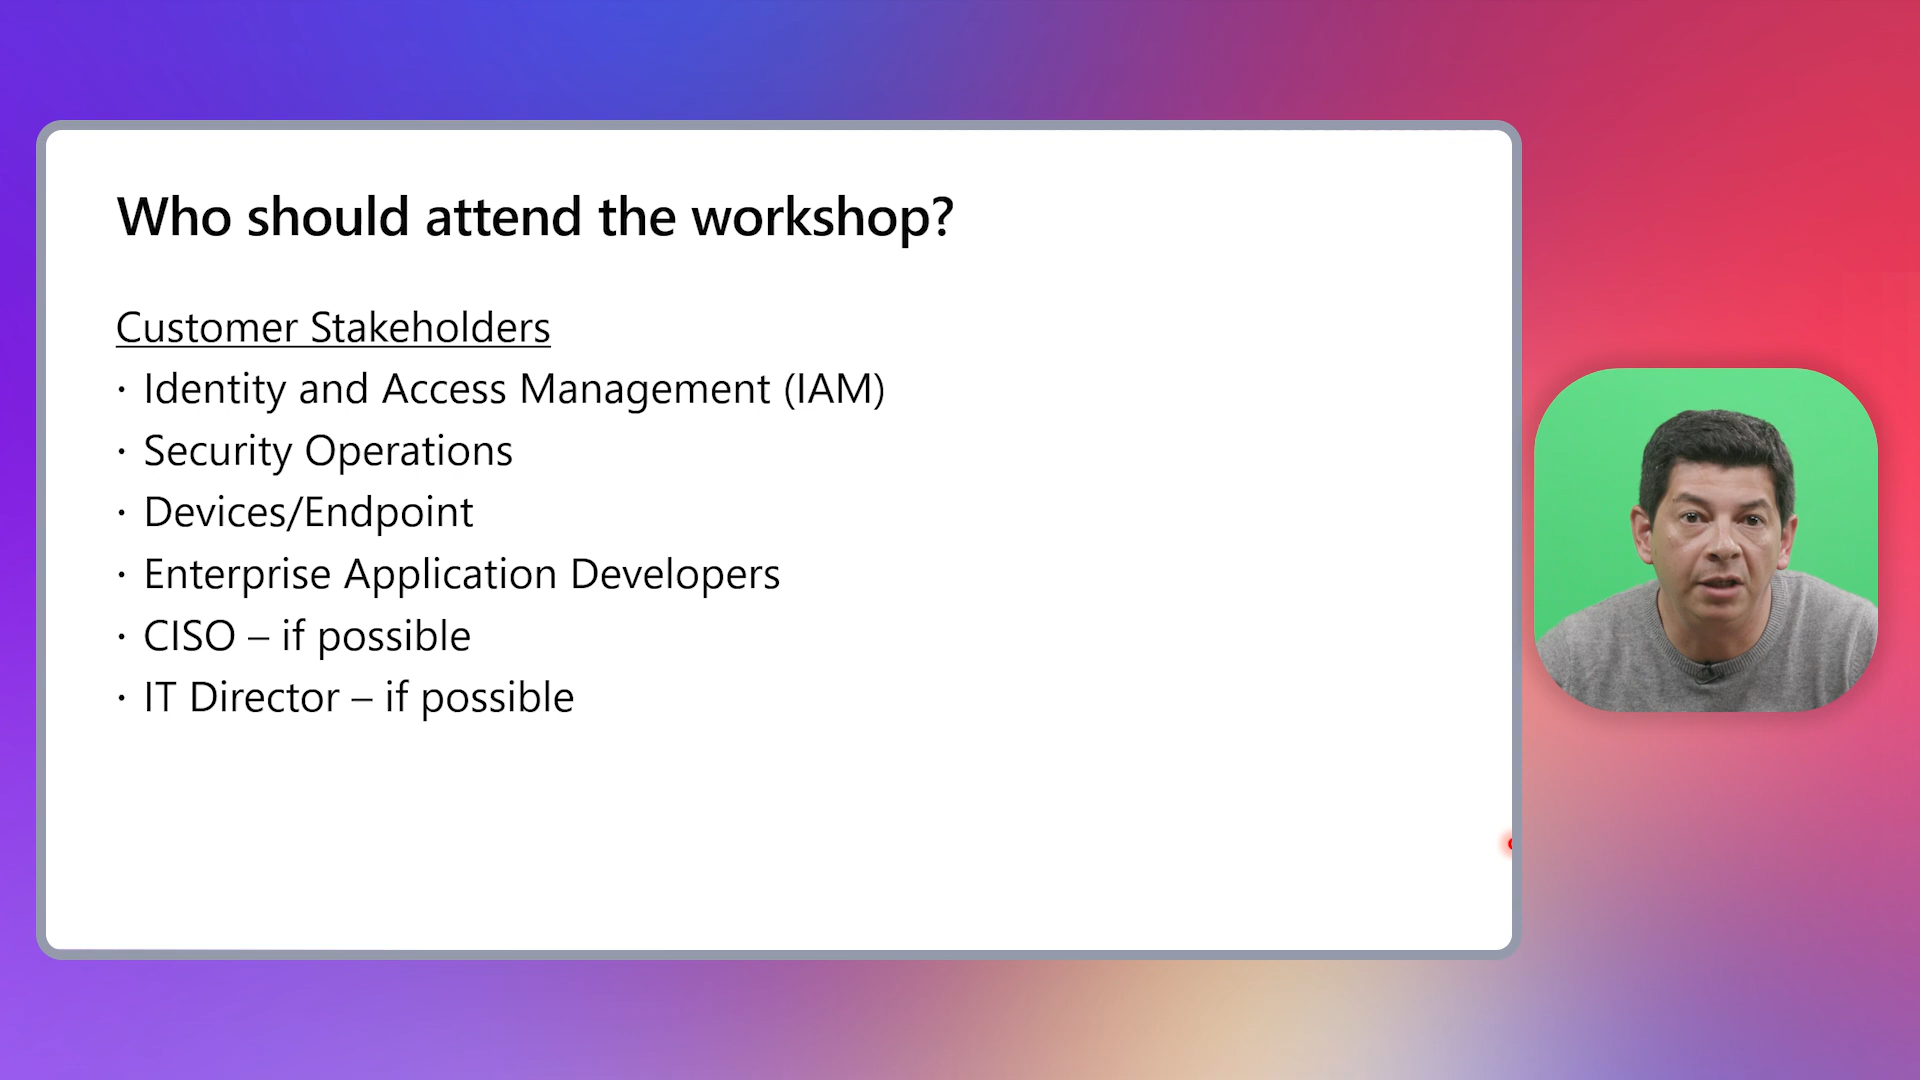 Who should attend the workshop?
Customer Stakeholders
· Identity and Access Management (IAM)
· Security Operations
· Devices/Endpoint
· Enterprise Application Developers
· CISO – if possible
· IT Director – if possible